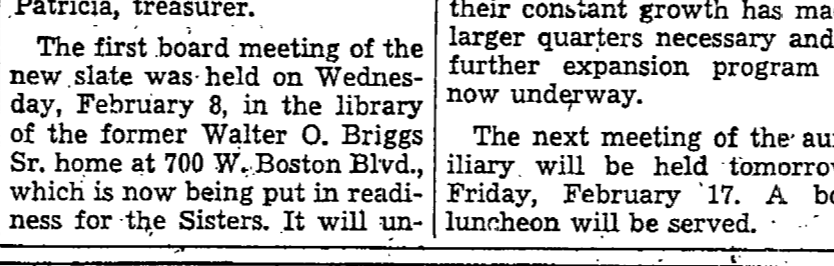 Patricia, treasurer.
The first board meeting of the
new slate was held on Wednes-
day, February 8, in the library
of the former Walter O. Briggs
Sr. home at 700 W. Boston Blvd.,
which is now being put in readi-
ness for the Sisters. It will un-
their constant growth has ma
larger quarters necessary and
further expansion program
now underway.
The next meeting of the au
iliary will be held tomorro
Friday, February 17. A bo
luncheon will be served.